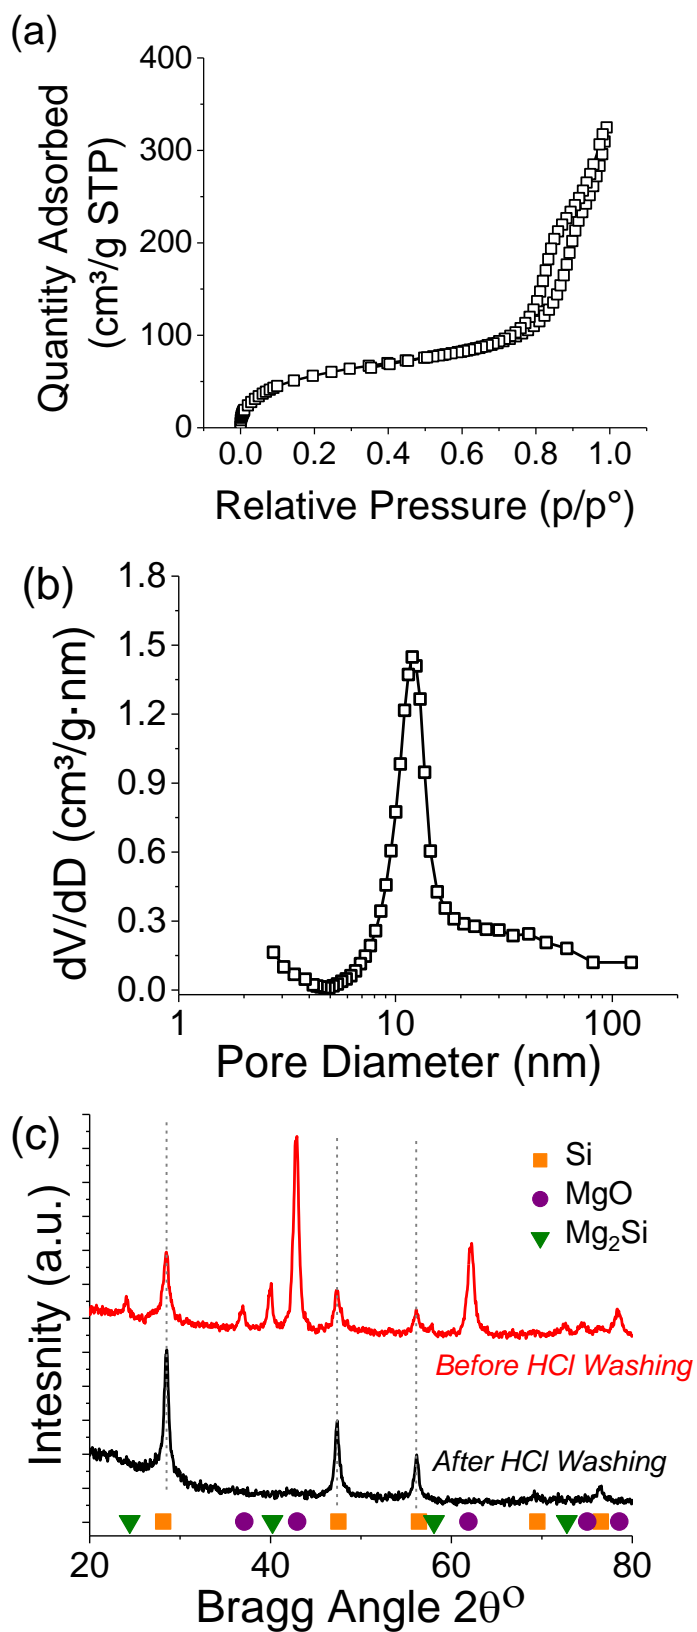 (a)
400
300
200
100
0
Quantity Adsorbed
(cm³/g STP)
0.0 0.2 0.4 0.6 0.8 1.0
Relative Pressure (p/p°)
(b)
1.8
1.5
1.2
0.9
0.6
0.3
0.0
dV/dD (cm³/g·nm)
1 10 100
Pore Diameter (nm)
(c)
Si
MgO
Mg₂Si
Intesnity (a.u.)
Before HCl Washing
After HCl Washing
20 40 60 80
Bragg Angle 2θº